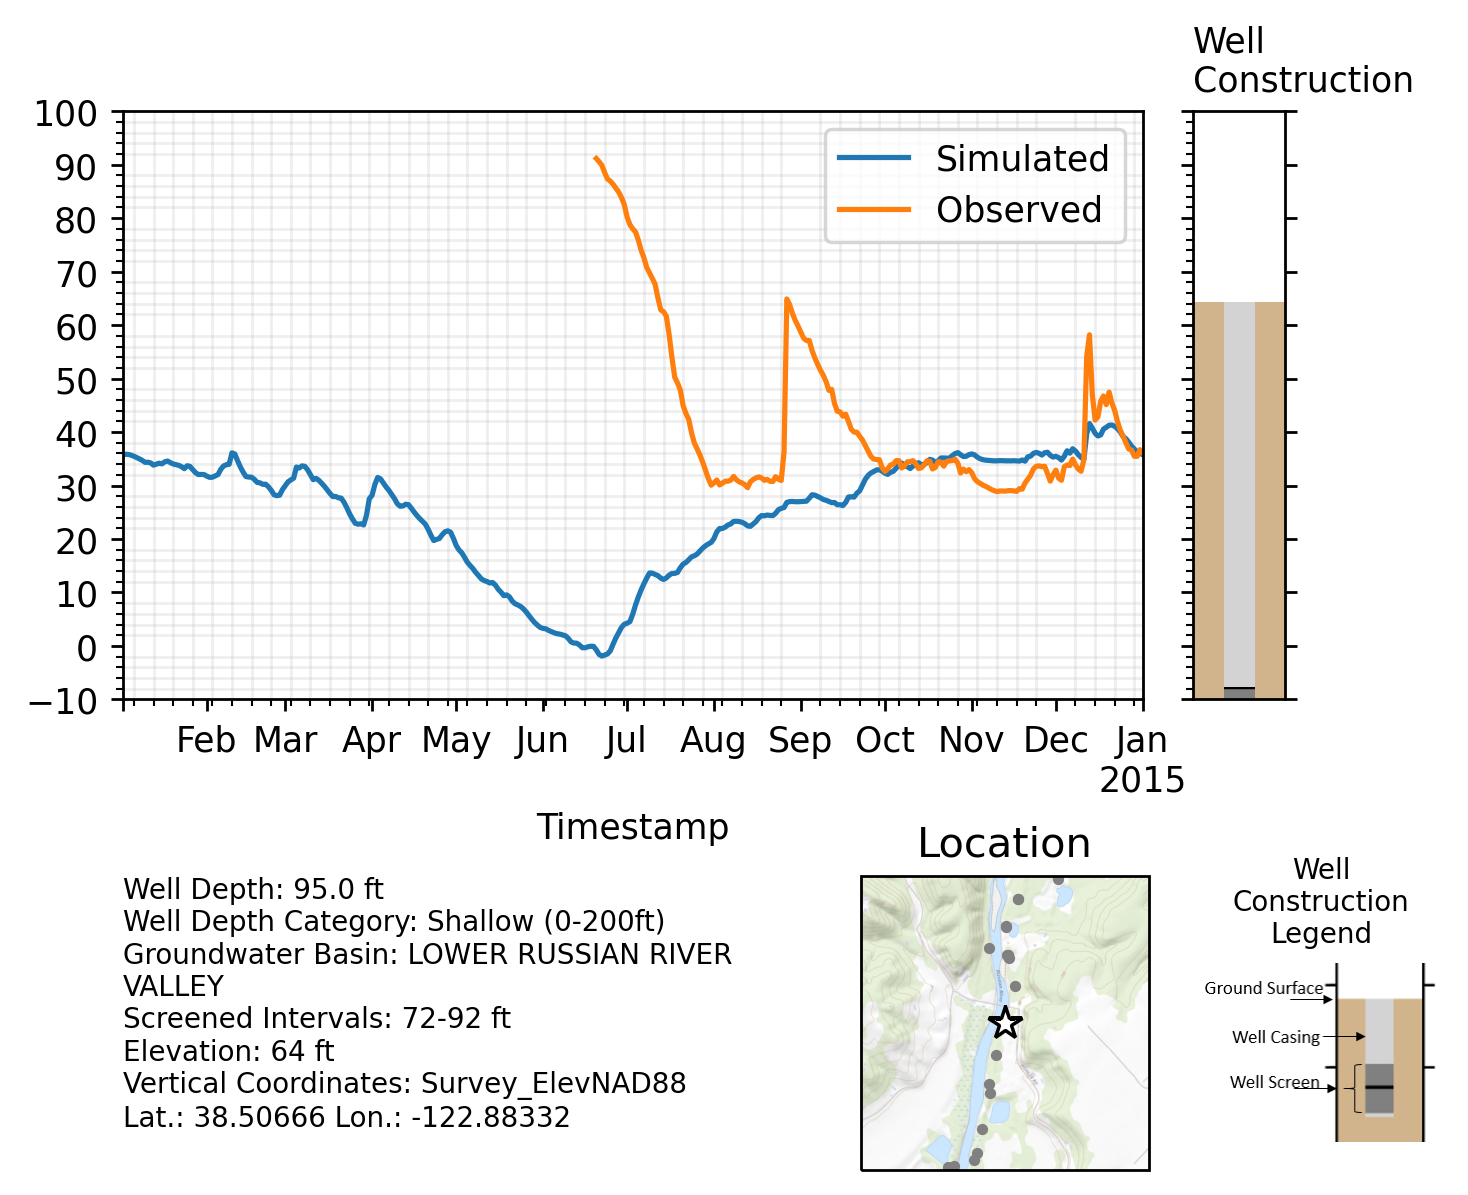 Well
Construction
100
90
80
70
60
50
40
30
20
10
0
−10
Simulated
Observed
Feb Mar Apr May Jun Jul Aug Sep Oct Nov Dec Jan
2015
Timestamp
Well Depth: 95.0 ft
Well Depth Category: Shallow (0-200ft)
Groundwater Basin: LOWER RUSSIAN RIVER
VALLEY
Screened Intervals: 72-92 ft
Elevation: 64 ft
Vertical Coordinates: Survey_ElevNAD88
Lat.: 38.50666 Lon.: -122.88332
Location
Well
Construction
Legend
Ground Surface
Well Casing
Well Screen